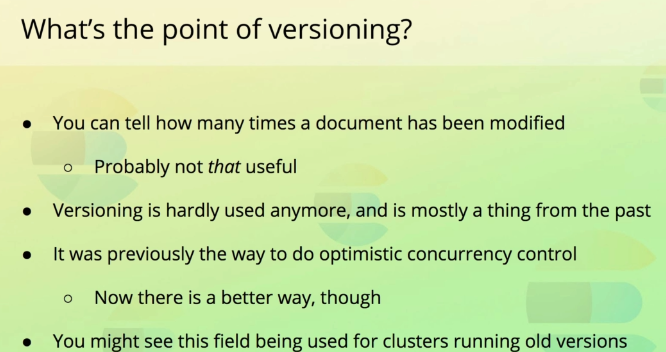 What's the point of versioning?
● You can tell how many times a document has been modified
○ Probably not that useful
● Versioning is hardly used anymore, and is mostly a thing from the past
● It was previously the way to do optimistic concurrency control
○ Now there is a better way, though
● You might see this field being used for clusters running old versions